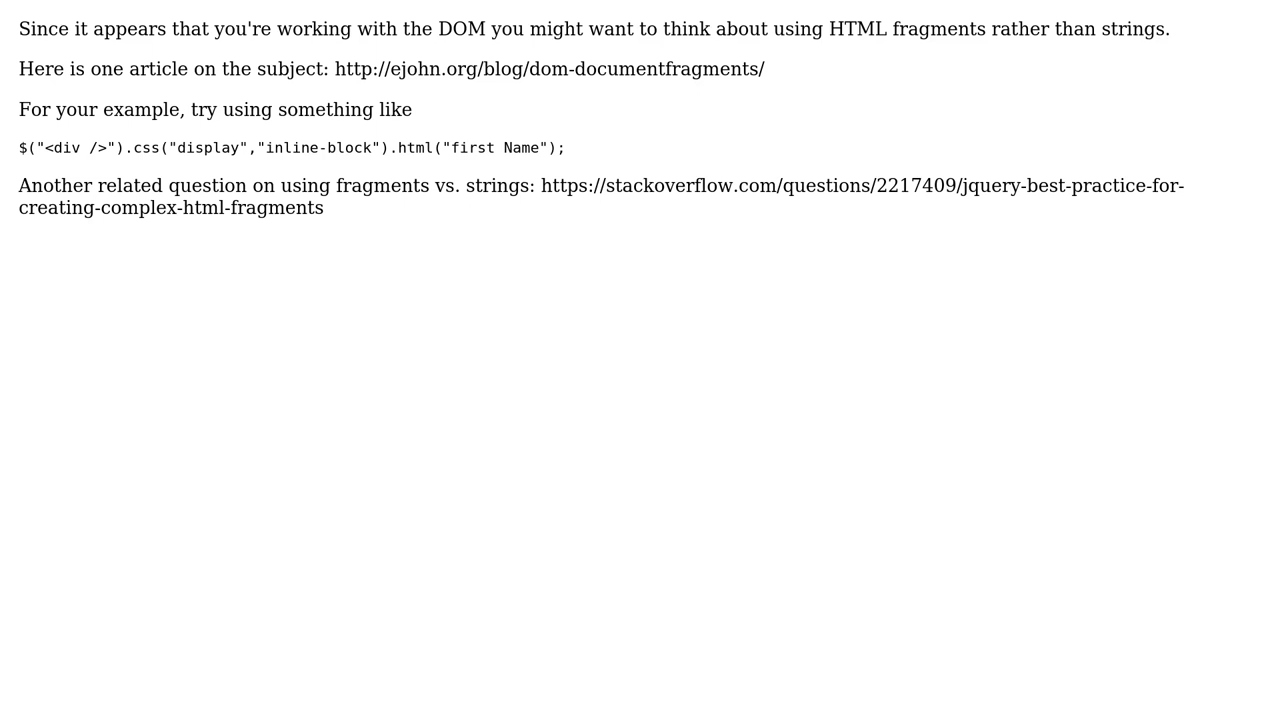 Since it appears that you're working with the DOM you might want to think about using HTML fragments rather than strings.
Here is one article on the subject: http://ejohn.org/blog/dom-documentfragments/
For your example, try using something like
$("<div />").css("display","inline-block").html("first Name");
Another related question on using fragments vs. strings: https://stackoverflow.com/questions/2217409/jquery-best-practice-for-
creating-complex-html-fragments